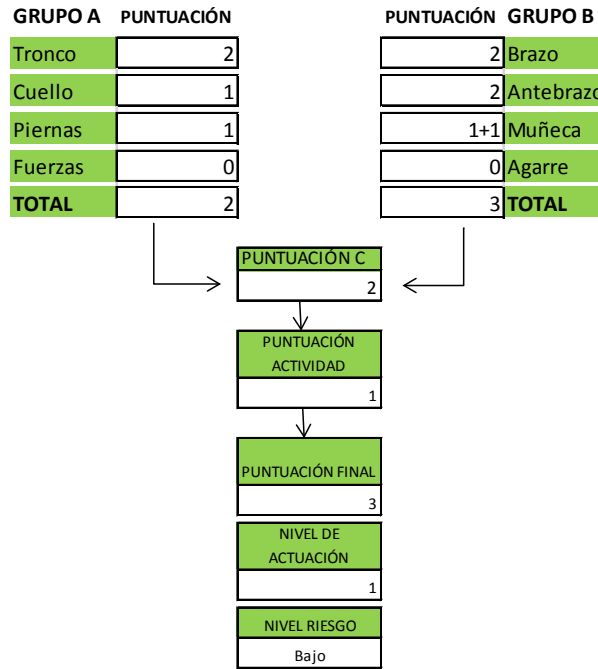 GRUPO A PUNTUACIÓN PUNTUACIÓN GRUPO B
Tronco 2 2 Brazo
Cuello 1 2 Antebrazo
Piernas 1 1+1 Muñeca
Fuerzas 0 0 Agarre
TOTAL 2 3 TOTAL
PUNTUACIÓN C
2
PUNTUACIÓN
ACTIVIDAD
1
PUNTUACIÓN FINAL
3
NIVEL DE
ACTUACIÓN
1
NIVEL RIESGO
Bajo